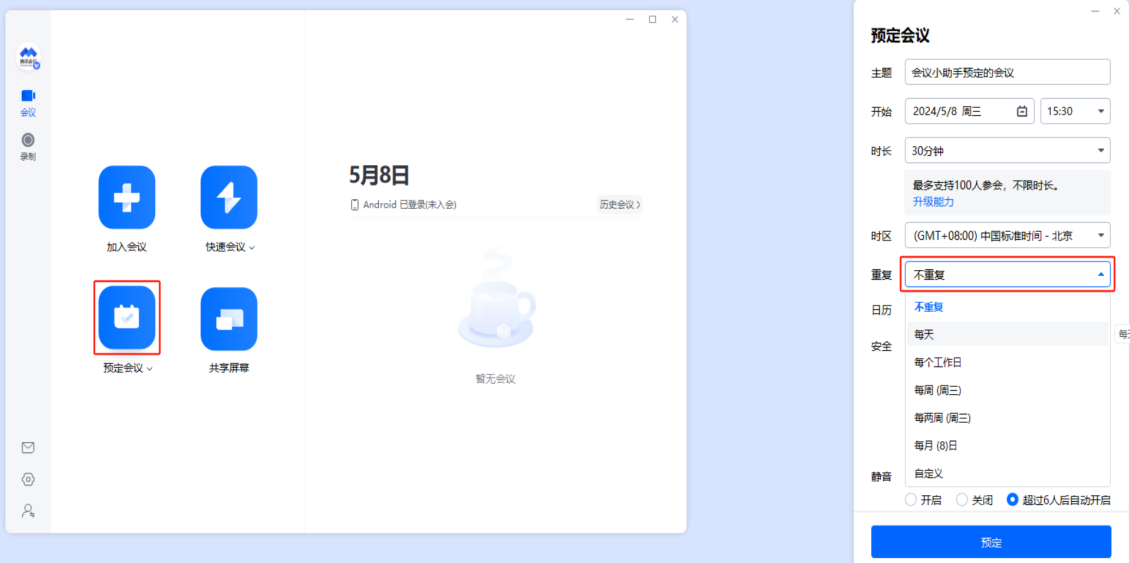 会议
录制
加入会议
快速会议
预定会议
共享屏幕
5月8日
Android 已登录(未入会)
历史会议
暂无会议
预定会议
主题 会议小助手预定的会议
开始 2024/5/8 周三 15:30
时长 30分钟
最多支持100人参会，不限时长。
升级能力
时区 (GMT+08:00) 中国标准时间 - 北京
重复 不重复
日历 不重复
每天
安全
每个工作日
每周 (周三)
每两周 (周三)
每月 (8)日
自定义
静音
开启 关闭 超过6人后自动开启
预定